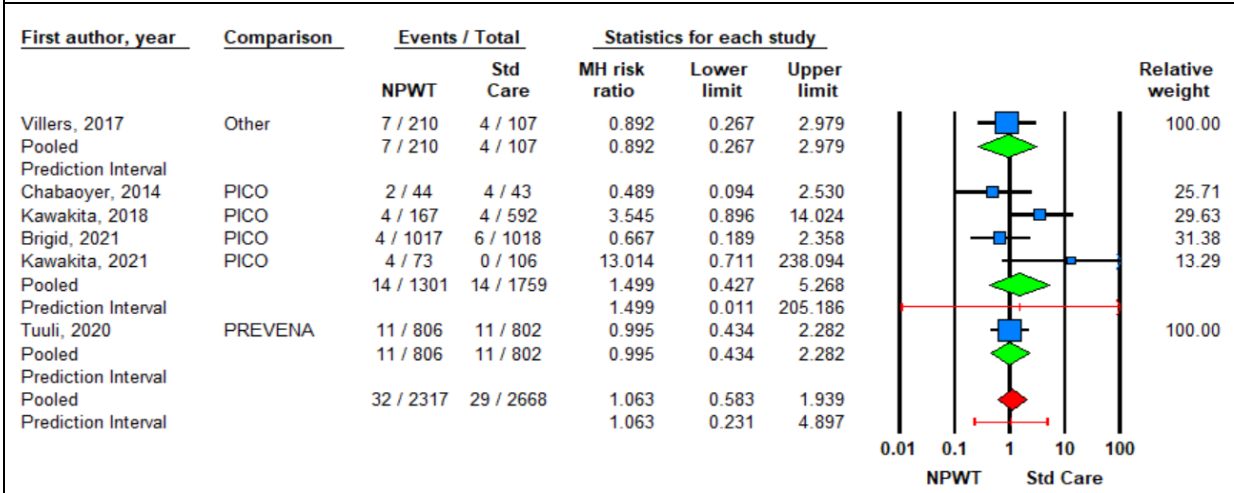 First author, year Comparison Events / Total Statistics for each study
NPWT Std Care MH risk ratio Lower limit Upper limit Relative weight
Villers, 2017 Other 7 / 210 4 / 107 0.892 0.267 2.979 100.00
Pooled 7 / 210 4 / 107 0.892 0.267 2.979
Prediction Interval
Chabaoyer, 2014 PICO 2 / 44 4 / 43 0.489 0.094 2.530 25.71
Kawakita, 2018 PICO 4 / 167 4 / 592 3.545 0.896 14.024 29.63
Brigid, 2021 PICO 4 / 1017 6 / 1018 0.667 0.189 2.358 31.38
Kawakita, 2021 PICO 4 / 73 0 / 106 13.014 0.711 238.094 13.29
Pooled 14 / 1301 14 / 1759 1.499 0.427 5.268
Prediction Interval 1.499 0.011 205.186
Tuuli, 2020 PREVENA 11 / 806 11 / 802 0.995 0.434 2.282 100.00
Pooled 11 / 806 11 / 802 0.995 0.434 2.282
Prediction Interval
Pooled 32 / 2317 29 / 2668 1.063 0.583 1.939
Prediction Interval 1.063 0.231 4.897
0.01 0.1 1 10 100
NPWT Std Care